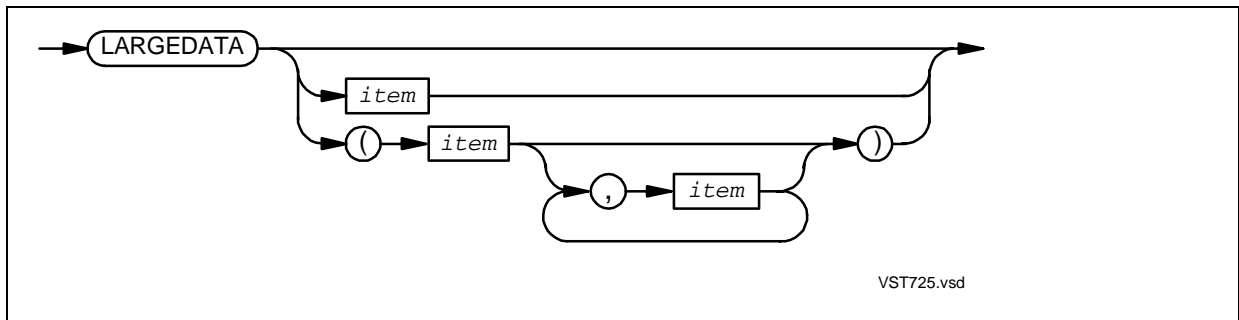 LARGEDATA
item
( item )
, item
VST725.vsd